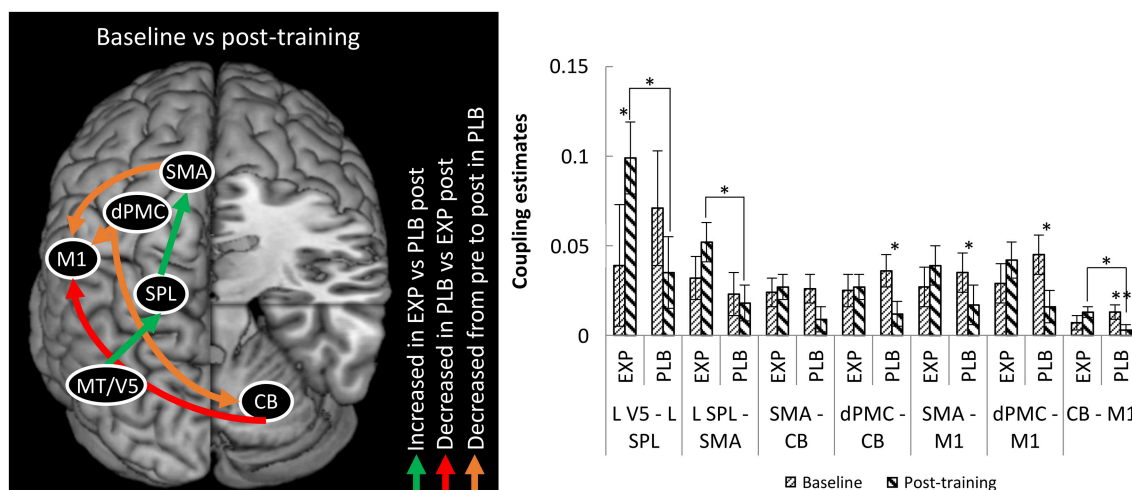 Baseline vs post-training
SMA
dPMC
M1
SPL
MT/V5
CB
Increased in EXP vs PLB post
Decreased in PLB vs EXP post
Decreased from pre to post in PLB
Coupling estimates
0.15
0.1
0.05
0
* * * * * * * **
EXP PLB EXP PLB EXP PLB EXP PLB EXP PLB EXP PLB EXP PLB
L V5 - L SPL
L SPL - SMA
SMA - CB
dPMC - CB
SMA - M1
dPMC - M1
CB - M1
Baseline Post-training